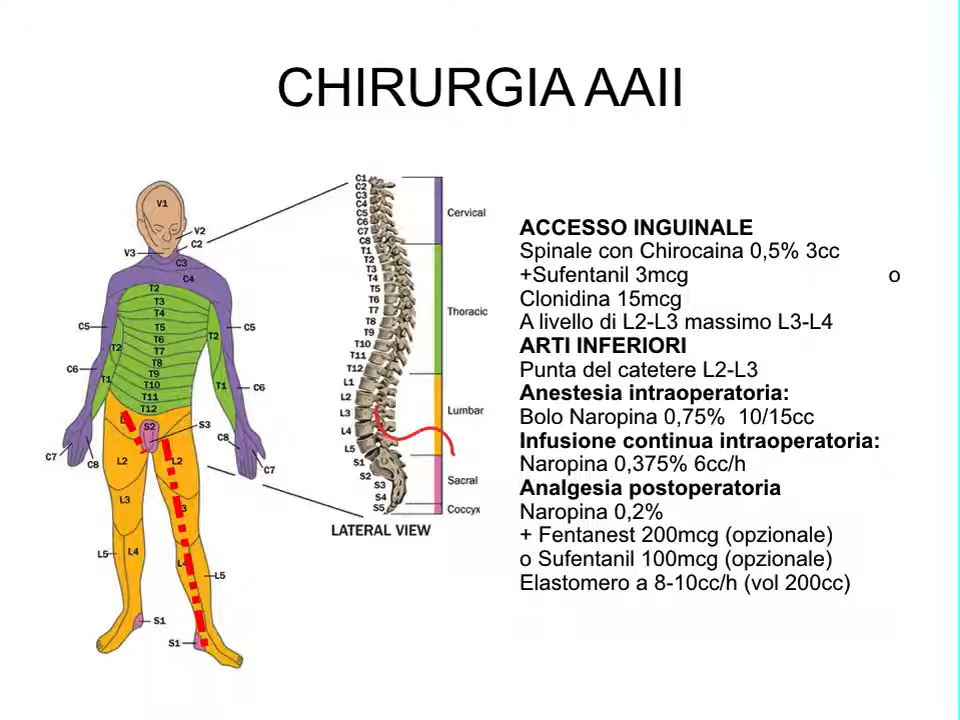 CHIRURGIA AAII
ACCESSO INGUINALE
Spinale con Chirocaina 0,5% 3cc
+Sufentanil 3mcg o
Clonidina 15mcg
A livello di L2-L3 massimo L3-L4
ARTI INFERIORI
Punta del catetere L2-L3
Anestesia intraoperatoria:
Bolo Naropina 0,75% 10/15cc
Infusione continua intraoperatoria:
Naropina 0,375% 6cc/h
Analgesia postoperatoria
Naropina 0,2%
+ Fentanest 200mcg (opzionale)
o Sufentanil 100mcg (opzionale)
Elastomero a 8-10cc/h (vol 200cc)
V1
V2
C2
V3
C3
C4
T2
T3
T4
C5
T5
C5
T6
T2
T2
T7
T8
C6
T9
T1
T10
T1
C6
T11
T12
S2
S3
C8
C7
C8
L2
L2
C7
L3
3
L5
L4
L4
L5
S1
S1
C1
C2
C3
C4
C5
C6
C7
C8
T1
T2
T3
T4
T5
T6
T7
T8
T9
T10
T11
T12
L1
L2
L3
L4
L5
S1
S2
S3
S4
S5
Cervical
Thoracic
Lumbar
Sacral
Coccyx
LATERAL VIEW